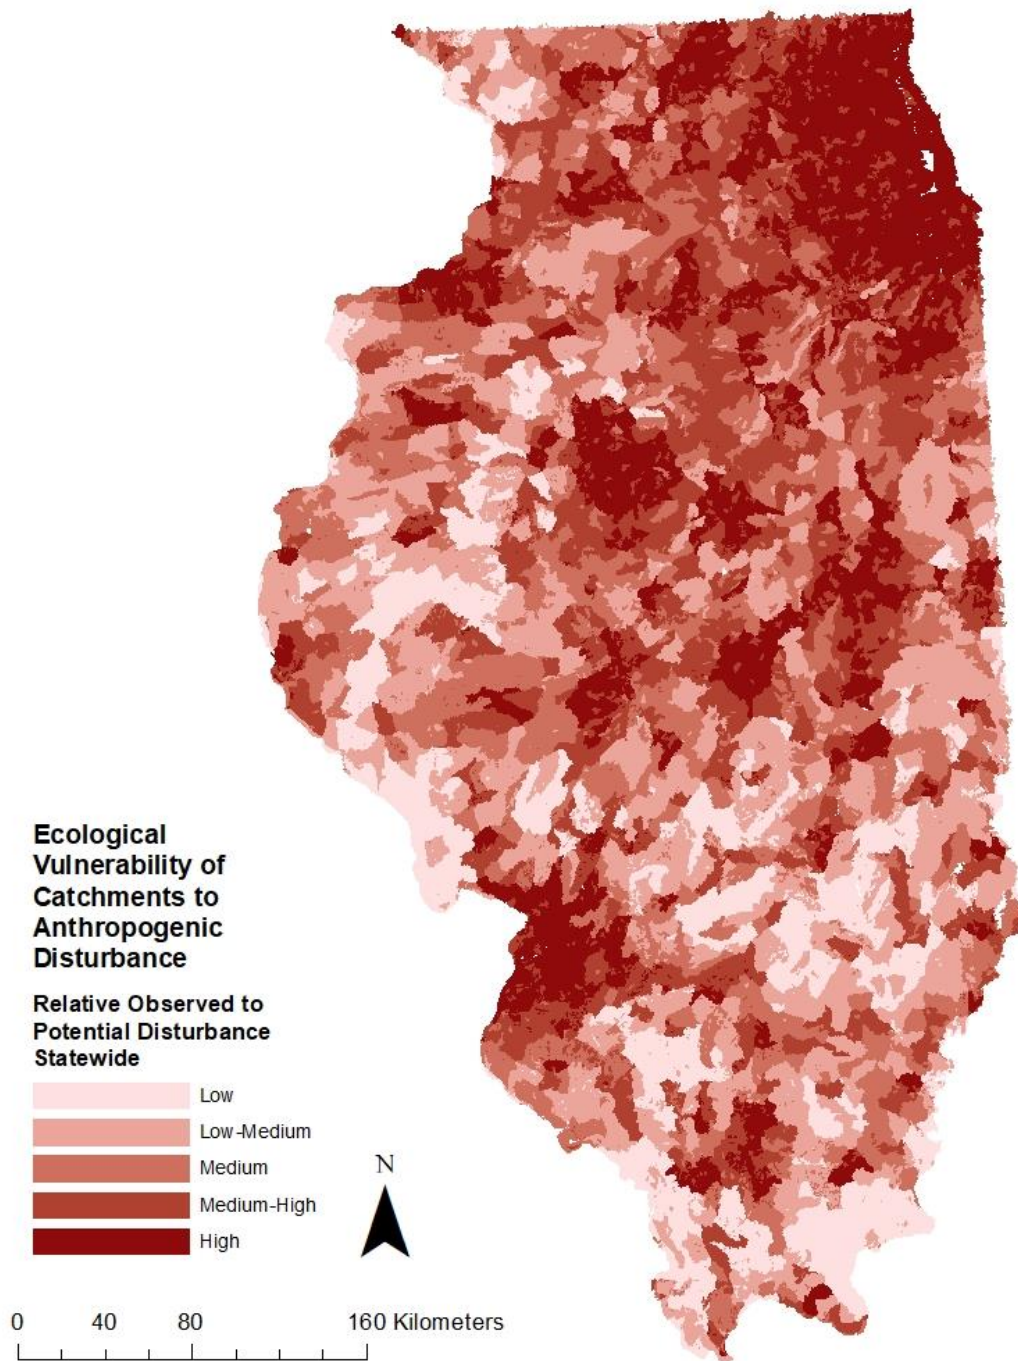 Ecological
Vulnerability of
Catchments to
Anthropogenic
Disturbance
Relative Observed to
Potential Disturbance
Statewide
Low
Low-Medium
Medium
Medium-High
High
N
0 40 80 160 Kilometers